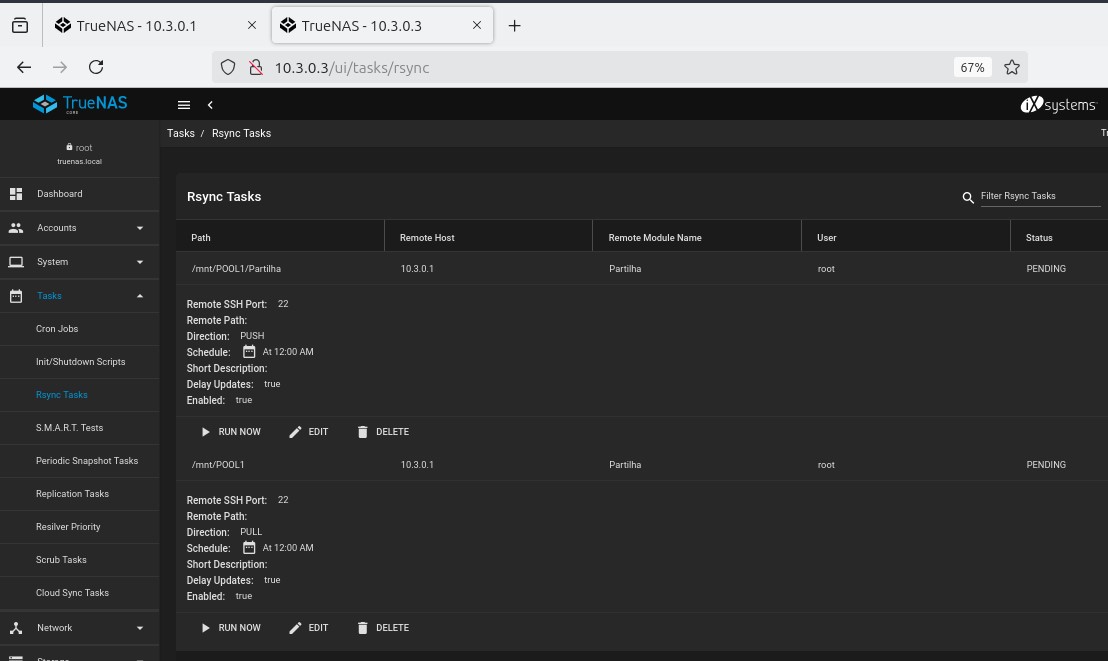 TrueNAS - 10.3.0.1
TrueNAS - 10.3.0.3
10.3.0.3/ui/tasks/rsync
67%
TrueNAS
CORE
iXsystems
Tasks / Rsync Tasks
Tr
root
truenas.local
Dashboard
Accounts
System
Tasks
Cron Jobs
Init/Shutdown Scripts
Rsync Tasks
S.M.A.R.T. Tests
Periodic Snapshot Tasks
Replication Tasks
Resilver Priority
Scrub Tasks
Cloud Sync Tasks
Network
Storage
Rsync Tasks
Filter Rsync Tasks
Path Remote Host Remote Module Name User Status
/mnt/POOL1/Partilha 10.3.0.1 Partilha root PENDING
Remote SSH Port: 22
Remote Path:
Direction: PUSH
Schedule: At 12:00 AM
Short Description:
Delay Updates: true
Enabled: true
RUN NOW EDIT DELETE
/mnt/POOL1 10.3.0.1 Partilha root PENDING
Remote SSH Port: 22
Remote Path:
Direction: PULL
Schedule: At 12:00 AM
Short Description:
Delay Updates: true
Enabled: true
RUN NOW EDIT DELETE